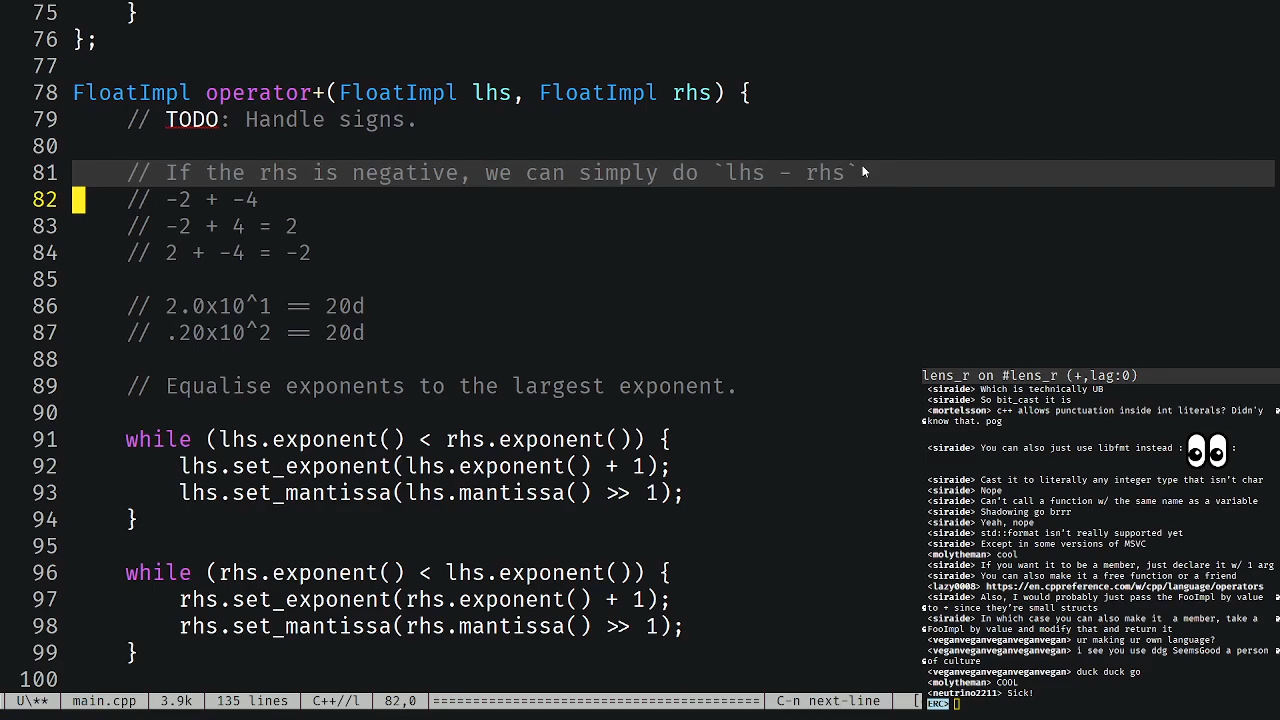 75     }
76 };
77
78 FloatImpl operator+(FloatImpl lhs, FloatImpl rhs) {
79     // TODO: Handle signs.
80
81     // If the rhs is negative, we can simply do `lhs - rhs`
82     // -2 + -4
83     // -2 + 4 = 2
84     // 2 + -4 = -2
85
86     // 2.0x10^1 == 20d
87     // .20x10^2 == 20d
88
89     // Equalise exponents to the largest exponent.
90
91     while (lhs.exponent() < rhs.exponent()) {
92         lhs.set_exponent(lhs.exponent() + 1);
93         lhs.set_mantissa(lhs.mantissa() >> 1);
94     }
95
96     while (rhs.exponent() < lhs.exponent()) {
97         rhs.set_exponent(rhs.exponent() + 1);
98         rhs.set_mantissa(rhs.mantissa() >> 1);
99     }
100
U\** main.cpp 3.9k 135 lines C++//l 82,0 ================================ C-n next-line [
lens_r on #lens_r (+,lag:0)
<siraide> Which is technically UB
<siraide> So bit_cast it is
<mortelsson> c++ allows punctuation inside int literals? Didn'y
know that. pog
<siraide> You can also just use libfmt instead : :
<siraide> Cast it to literally any integer type that isn't char
<siraide> Nope
<siraide> Can't call a function w/ the same name as a variable
<siraide> Shadowing go brrr
<siraide> Yeah, nope
<siraide> std::format isn't really supported yet
<siraide> Except in some versions of MSVC
<molytheman> cool
<siraide> If you want it to be a member, just declare it w/ 1 arg
<siraide> You can also make it a free function or a friend
<lazy0008> https://en.cppreference.com/w/cpp/language/operators
<siraide> Also, I would probably just pass the FooImpl by value
to + since they're small structs
<siraide> In which case you can also make it  a member, take a
FooImpl by value and modify that and return it
<veganveganveganveganvegan> ur making ur own language?
<veganveganveganveganvegan> i see you use ddg SeemsGood a person
of culture
<veganveganveganveganvegan> duck duck go
<molytheman> COOL
<neutrino2211> Sick!
ERC>